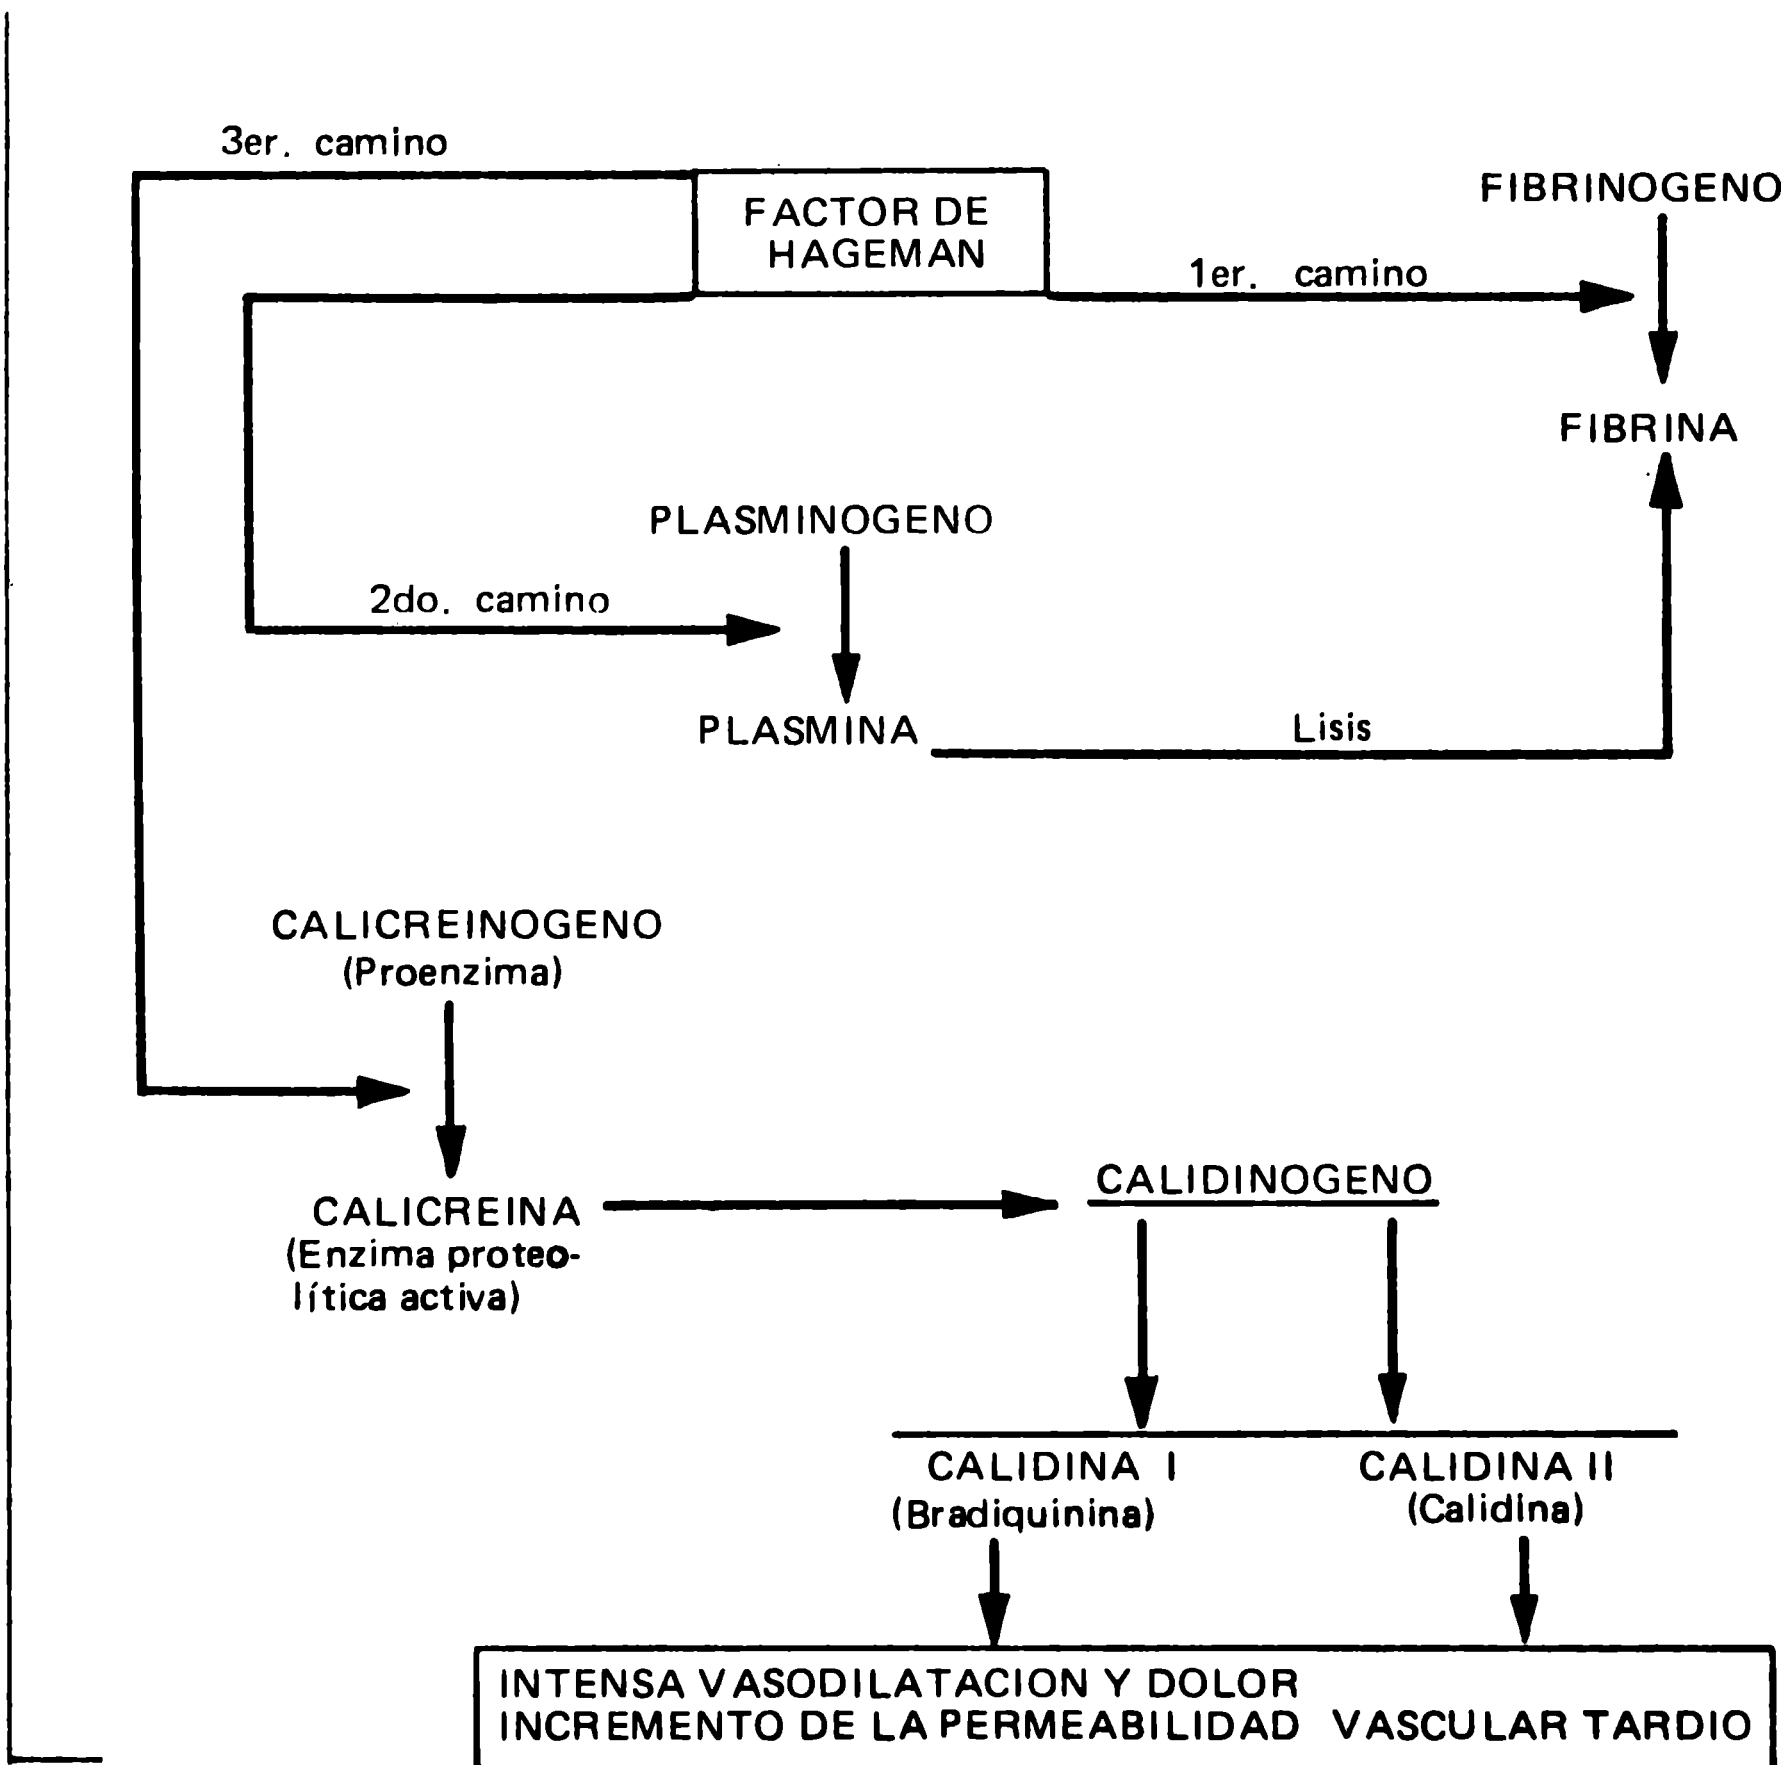 3er. camino
FACTOR DE
HAGEMAN
FIBRINOGENO
1er. camino
FIBRINA
PLASMINOGENO
2do. camino
PLASMINA
Lisis
CALICREINOGENO
(Proenzima)
CALICREINA
(Enzima proteo-
lítica activa)
CALIDINOGENO
CALIDINA I
(Bradiquinina)
CALIDINA II
(Calidina)
INTENSA VASODILATACION Y DOLOR
INCREMENTO DE LA PERMEABILIDAD VASCULAR TARDIO